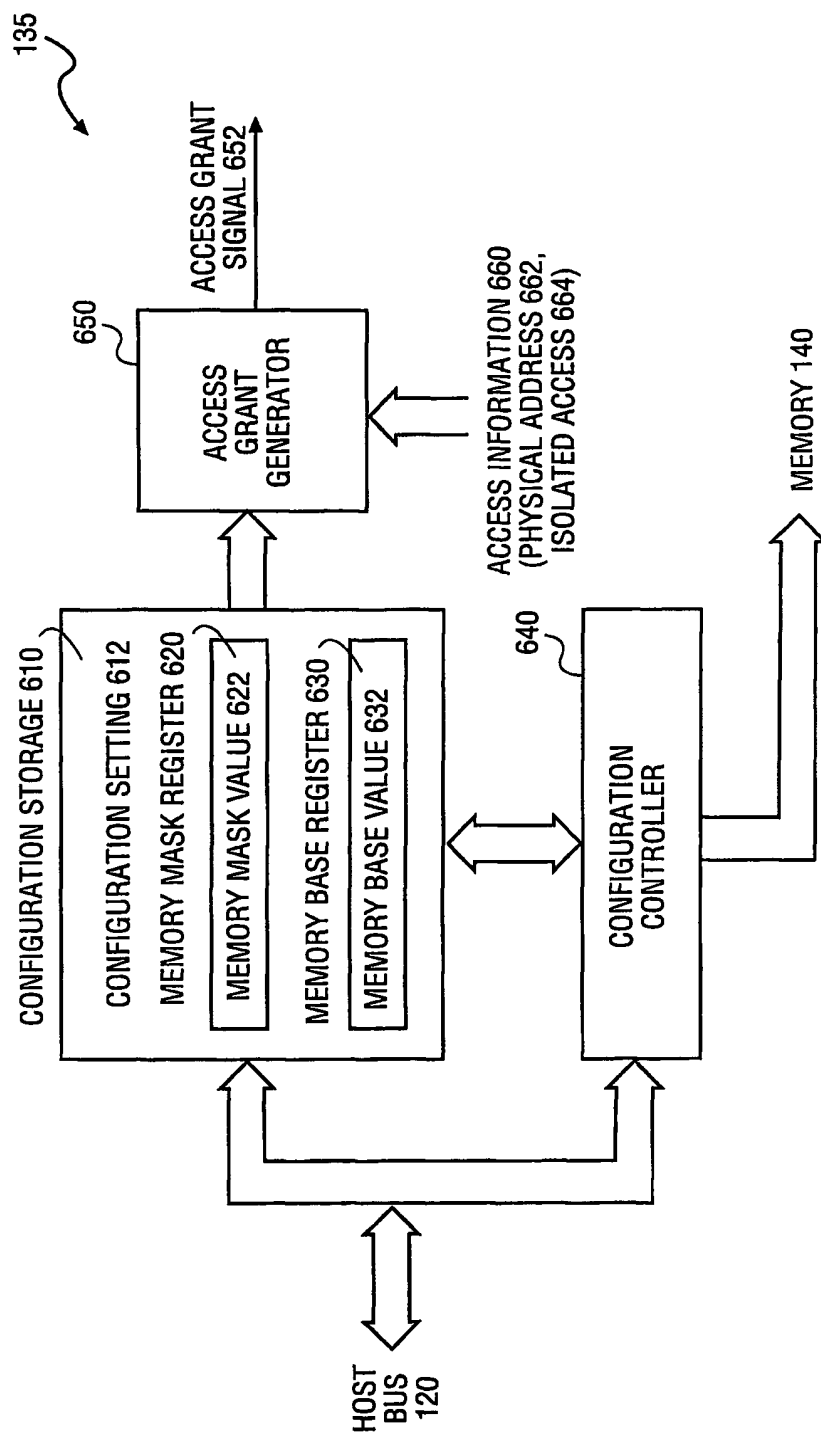 135
CONFIGURATION STORAGE 610
CONFIGURATION SETTING 612
MEMORY MASK REGISTER 620
MEMORY MASK VALUE 622
MEMORY BASE REGISTER 630
MEMORY BASE VALUE 632
650
ACCESS
GRANT
GENERATOR
ACCESS GRANT
SIGNAL 652
ACCESS INFORMATION 660
(PHYSICAL ADDRESS 662,
ISOLATED ACCESS 664)
HOST
BUS
120
640
CONFIGURATION
CONTROLLER
MEMORY 140